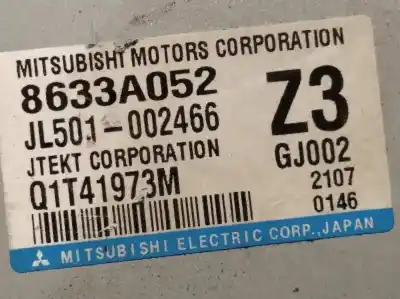 MITSUBISHI MOTORS CORPORATION
8633A052
Z3
JL501-002466
JTEKT CORPORATION
GJ002
Q1T41973M
2107
0146
MITSUBISHI ELECTRIC CORP., JAPAN